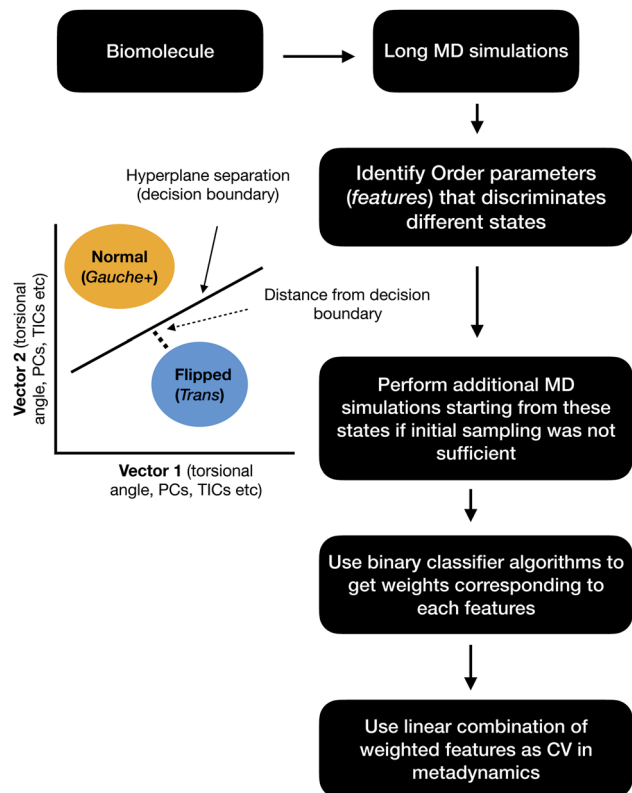 Biomolecule
Long MD simulations
Identify Order parameters
(features) that discriminates
different states
Hyperplane separation
(decision boundary)
Normal
(Gauche+)
Distance from decision
boundary
Flipped
(Trans)
Vector 2 (torsional
angle, PCs, TICs etc)
Vector 1 (torsional
angle, PCs, TICs etc)
Perform additional MD
simulations starting from these
states if initial sampling was not
sufficient
Use binary classifier algorithms to
get weights corresponding to
each features
Use linear combination of
weighted features as CV in
metadynamics